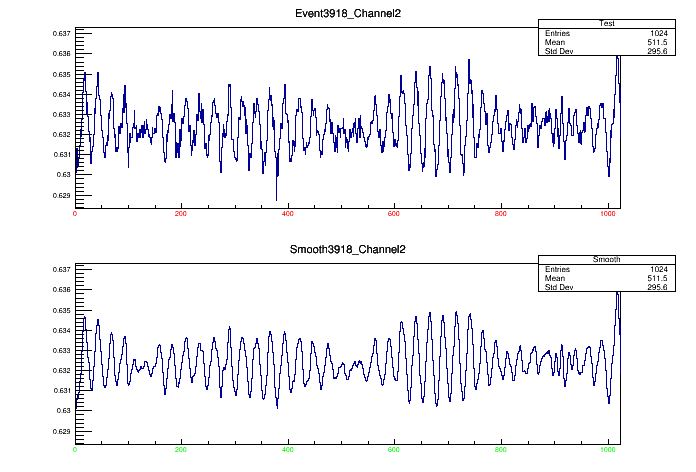 Event3918_Channel2
Test
Entries 1024
Mean 511.5
Std Dev 295.6
0.637
0.636
0.635
0.634
0.633
0.632
0.631
0.63
0.629
0 200 400 600 800 1000
Smooth3918_Channel2
Smooth
Entries 1024
Mean 511.5
Std Dev 295.6
0.637
0.636
0.635
0.634
0.633
0.632
0.631
0.63
0.629
0 200 400 600 800 1000